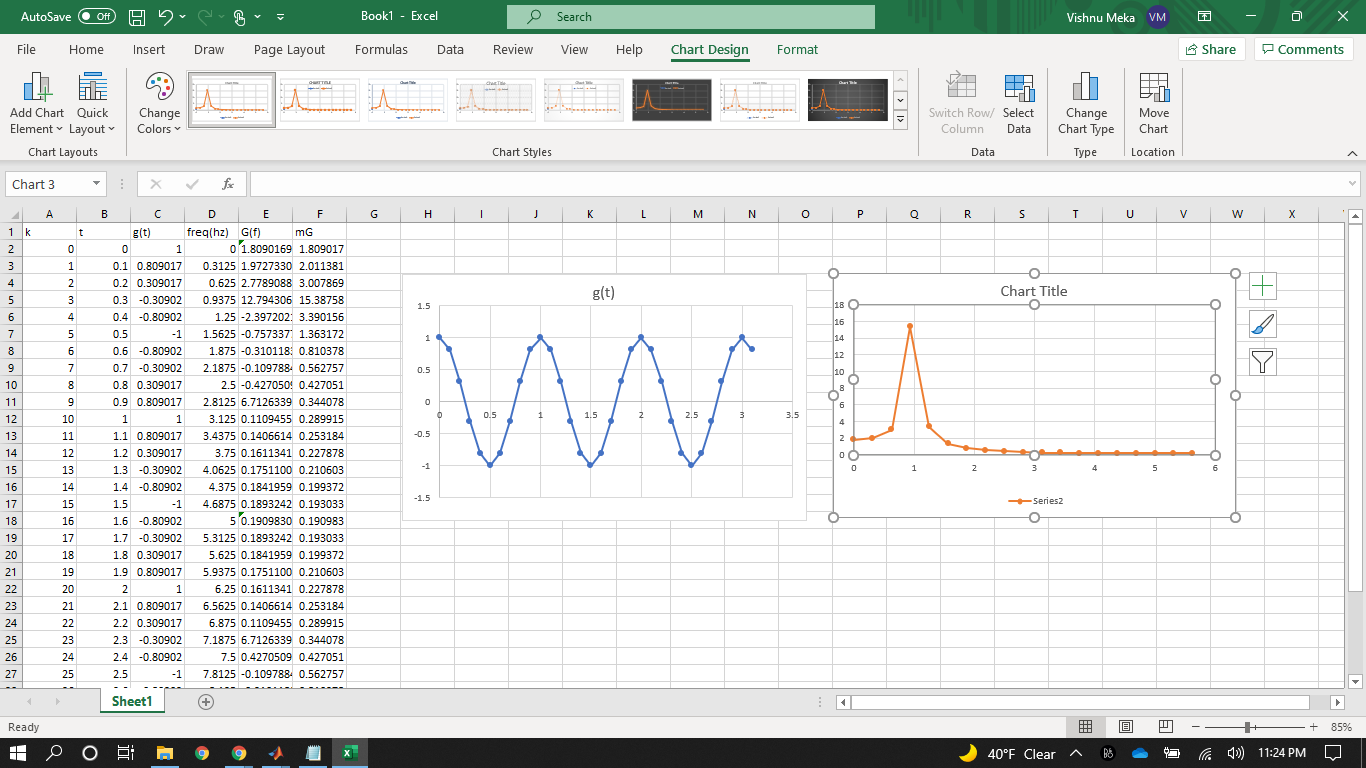 AutoSave Off Book1 - Excel Search Vishnu Meka VM
File Home Insert Draw Page Layout Formulas Data Review View Help Chart Design Format Share Comments
Add Chart Element Quick Layout Change Colors Switch Row/ Column Select Data Change Chart Type Move Chart
Chart Layouts Chart Styles Data Type Location
Chart 3 fx
A B C D E F G H I J K L M N O P Q R S T U V W X
1 k t g(t) freq(hz) G(f) mG
2 0 0 1 0 1.8090169 1.809017
3 1 0.1 0.809017 0.3125 1.9727330 2.011381
4 2 0.2 0.309017 0.625 2.7789088 3.007869
5 3 0.3 -0.30902 0.9375 12.794306 15.38758
6 4 0.4 -0.80902 1.25 -2.397202 3.390156
7 5 0.5 -1 1.5625 -0.757337 1.363172
8 6 0.6 -0.80902 1.875 -0.310118 0.810378
9 7 0.7 -0.30902 2.1875 -0.109788 0.562757
10 8 0.8 0.309017 2.5 -0.427050 0.427051
11 9 0.9 0.809017 2.8125 6.7126339 0.344078
12 10 1 1 3.125 0.1109455 0.289915
13 11 1.1 0.809017 3.4375 0.1406614 0.253184
14 12 1.2 0.309017 3.75 0.1611341 0.227878
15 13 1.3 -0.30902 4.0625 0.1751100 0.210603
16 14 1.4 -0.80902 4.375 0.1841959 0.199372
17 15 1.5 -1 4.6875 0.1893242 0.193033
18 16 1.6 -0.80902 5 0.1909830 0.190983
19 17 1.7 -0.30902 5.3125 0.1893242 0.193033
20 18 1.8 0.309017 5.625 0.1841959 0.199372
21 19 1.9 0.809017 5.9375 0.1751100 0.210603
22 20 2 1 6.25 0.1611341 0.227878
23 21 2.1 0.809017 6.5625 0.1406614 0.253184
24 22 2.2 0.309017 6.875 0.1109455 0.289915
25 23 2.3 -0.30902 7.1875 6.7126339 0.344078
26 24 2.4 -0.80902 7.5 0.4270509 0.427051
27 25 2.5 -1 7.8125 -0.109788 0.562757
g(t)
1.5
1
0.5
0
-0.5
-1
-1.5
0 0.5 1 1.5 2 2.5 3 3.5
Chart Title
18
16
14
12
10
8
6
4
2
0
0 1 2 3 4 5 6
Series2
Sheet1
Ready 85%
40°F Clear 11:24 PM